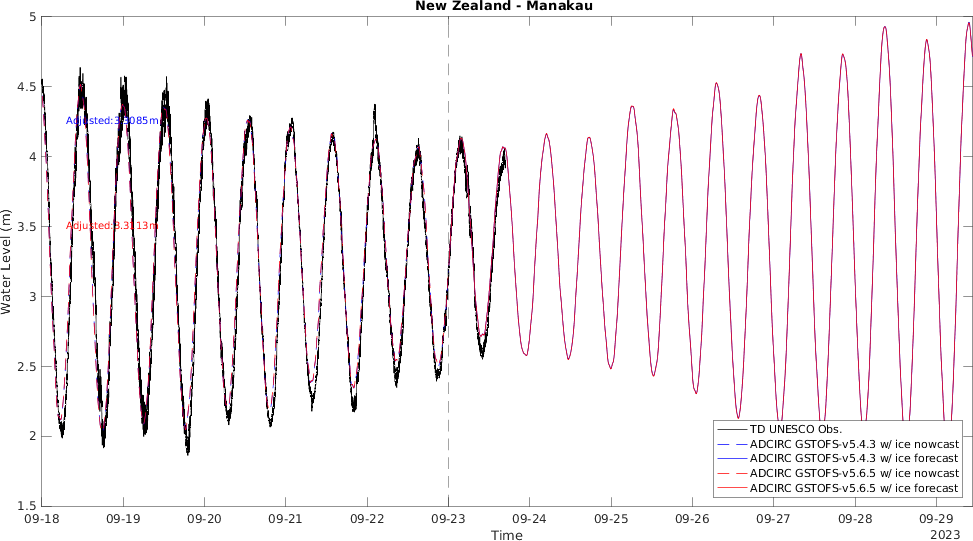 New Zealand - Manakau
5
4.5
4
3.5
3
2.5
2
1.5
Water Level (m)
Adjusted:3.3085m
Adjusted:3.3113m
TD UNESCO Obs.
ADCIRC GSTOFS-v5.4.3 w/ ice nowcast
ADCIRC GSTOFS-v5.4.3 w/ ice forecast
ADCIRC GSTOFS-v5.6.5 w/ ice nowcast
ADCIRC GSTOFS-v5.6.5 w/ ice forecast
09-18 09-19 09-20 09-21 09-22 09-23 09-24 09-25 09-26 09-27 09-28 09-29
Time
2023